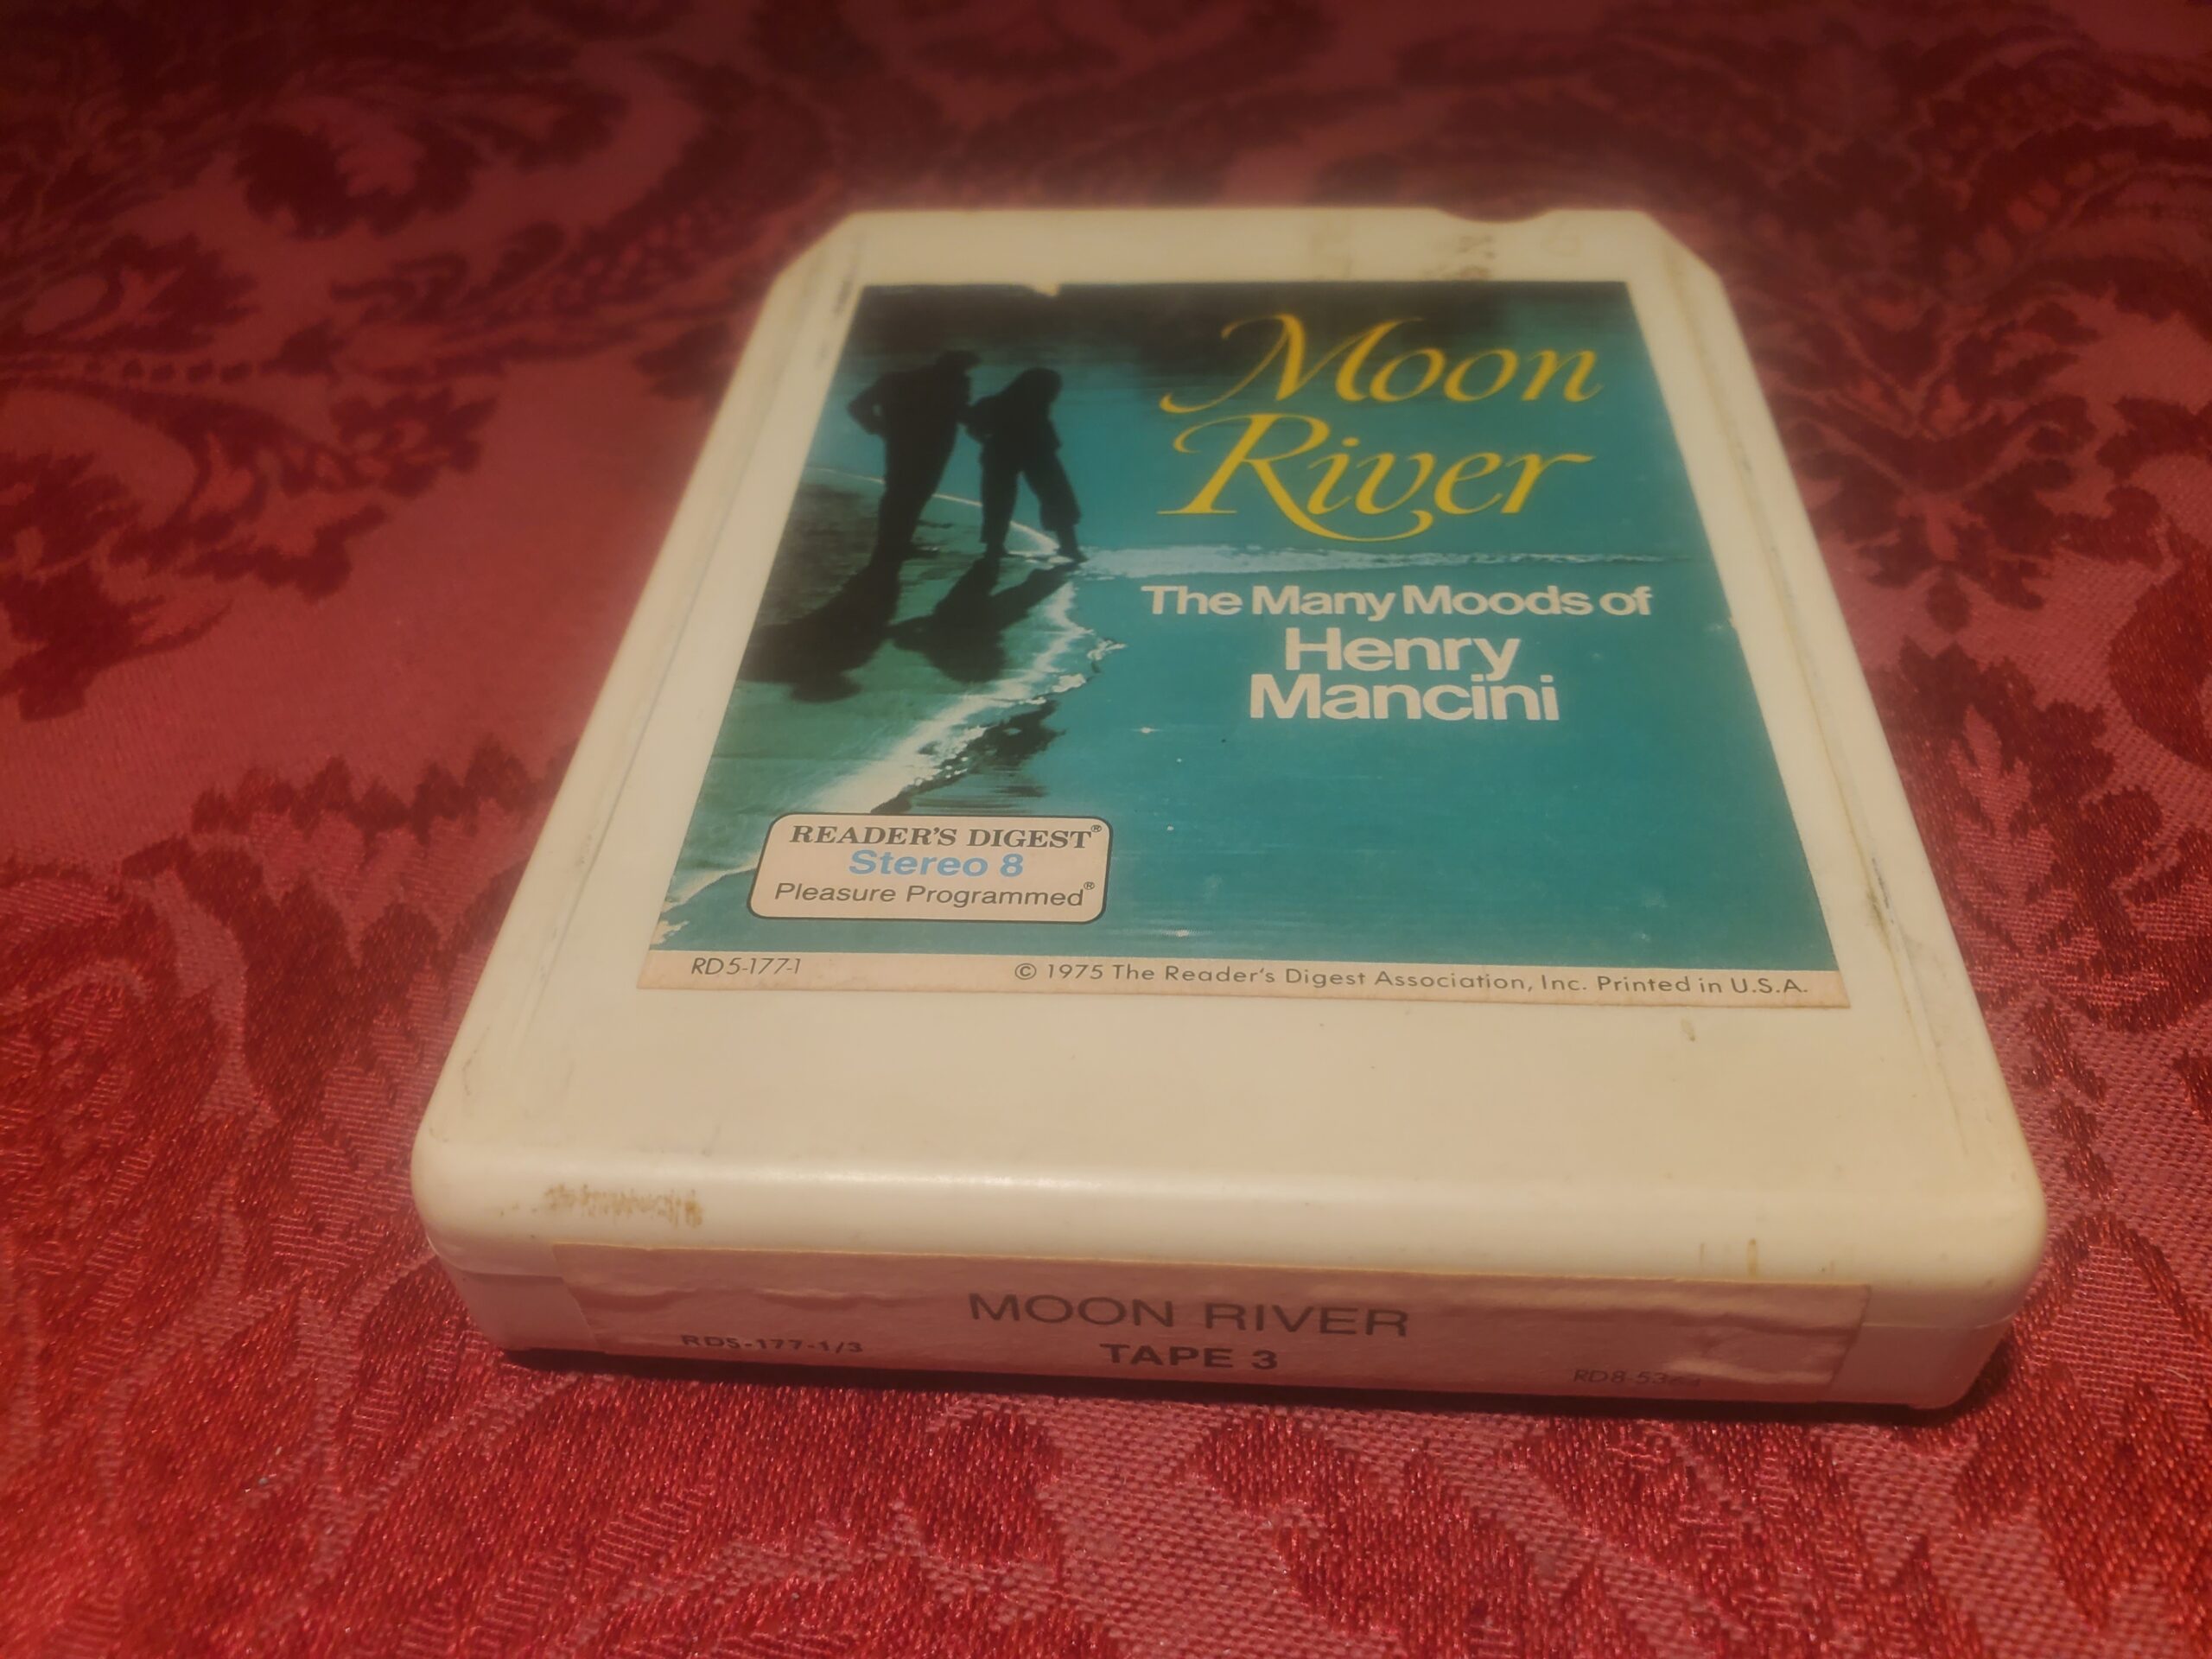 Moon
River
The Many Moods of
Henry
Mancini
READER'S DIGEST®
Stereo 8
Pleasure Programmed®
RD5-177-1
© 1975 The Reader's Digest Association, Inc. Printed in U.S.A.
MOON RIVER
RD5-177-1/3
TAPE 3